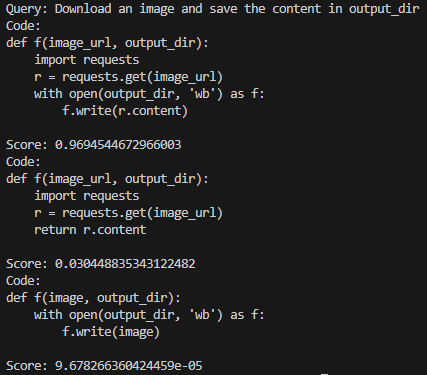 Query: Download an image and save the content in output_dir
Code:
def f(image_url, output_dir):
    import requests
    r = requests.get(image_url)
    with open(output_dir, 'wb') as f:
        f.write(r.content)

Score: 0.9694544672966003
Code:
def f(image_url, output_dir):
    import requests
    r = requests.get(image_url)
    return r.content

Score: 0.030448835343122482
Code:
def f(image, output_dir):
    with open(output_dir, 'wb') as f:
        f.write(image)

Score: 9.678266360424459e-05